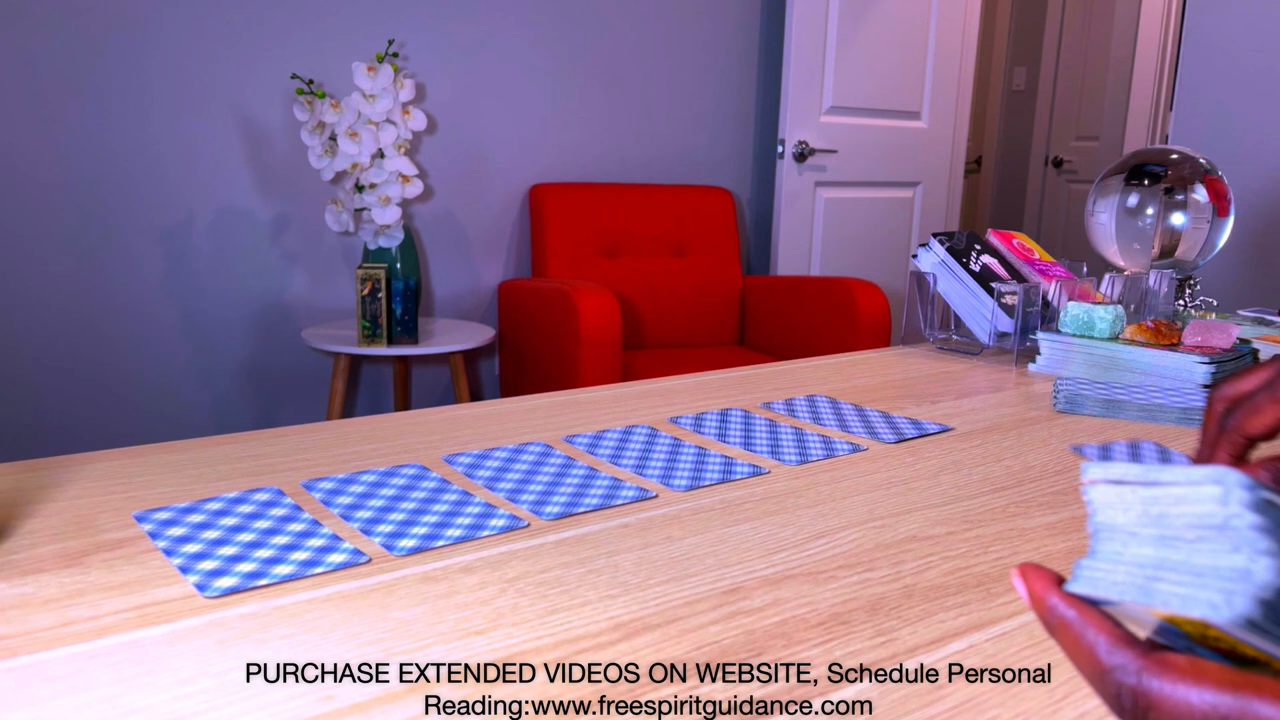 PURCHASE EXTENDED VIDEOS ON WEBSITE, Schedule Personal
Reading:www.freespiritguidance.com